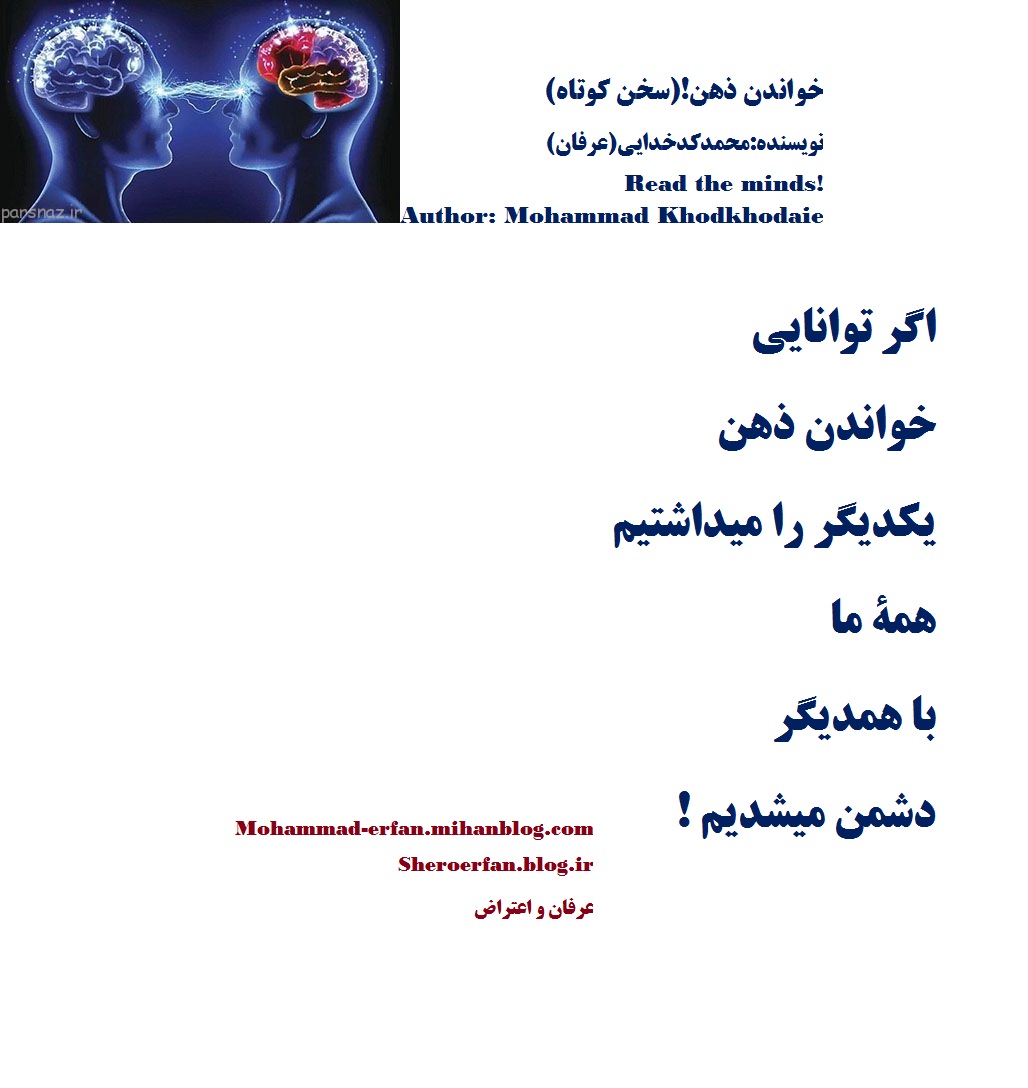 خواندن ذهن!(سخن کوتاه)
نویسنده:محمدکدخدایی(عرفان)
Read the minds!
Author: Mohammad Khodkhodaie
parsnaz.ir
اگر توانایی
خواندن ذهن
یکدیگر را میداشتیم
همهٔ ما
با همدیگر
دشمن میشدیم !
Mohammad-erfan.mihanblog.com
Sheroerfan.blog.ir
عرفان و اعتراض